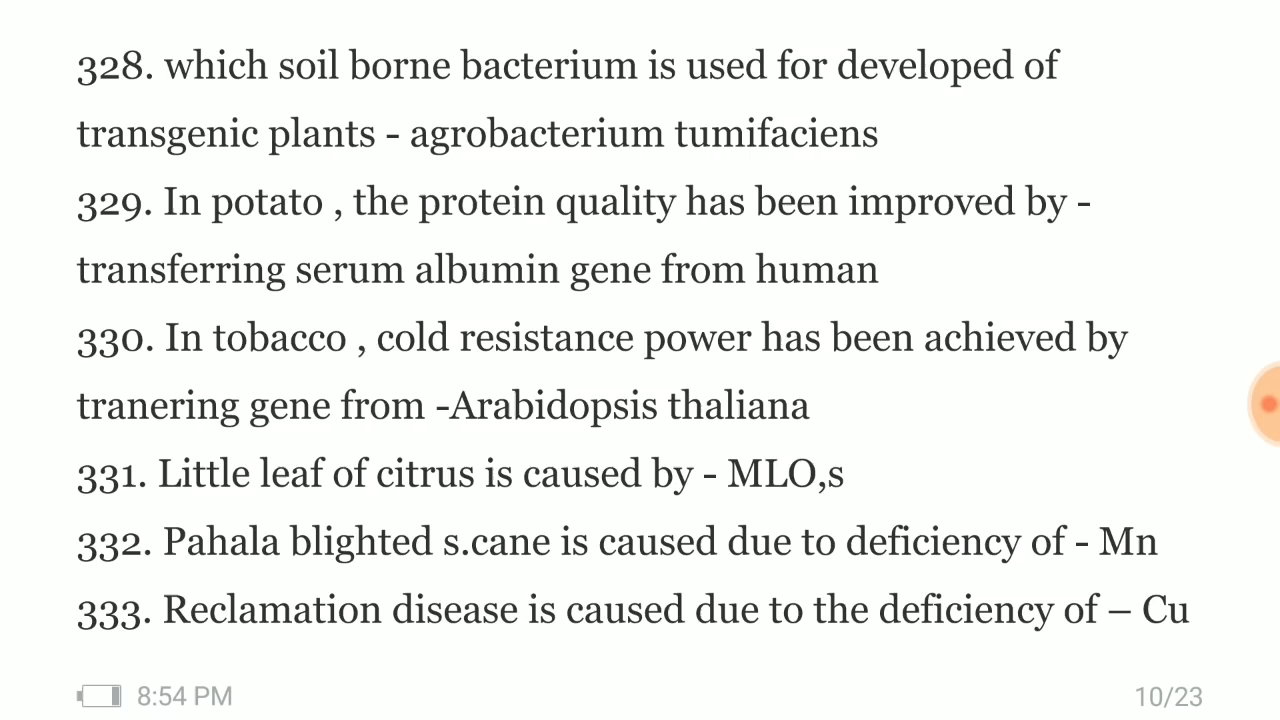 328. which soil borne bacterium is used for developed of
transgenic plants - agrobacterium tumifaciens
329. In potato , the protein quality has been improved by -
transferring serum albumin gene from human
330. In tobacco , cold resistance power has been achieved by
tranering gene from -Arabidopsis thaliana
331. Little leaf of citrus is caused by - MLO,s
332. Pahala blighted s.cane is caused due to deficiency of - Mn
333. Reclamation disease is caused due to the deficiency of – Cu
8:54 PM 10/23